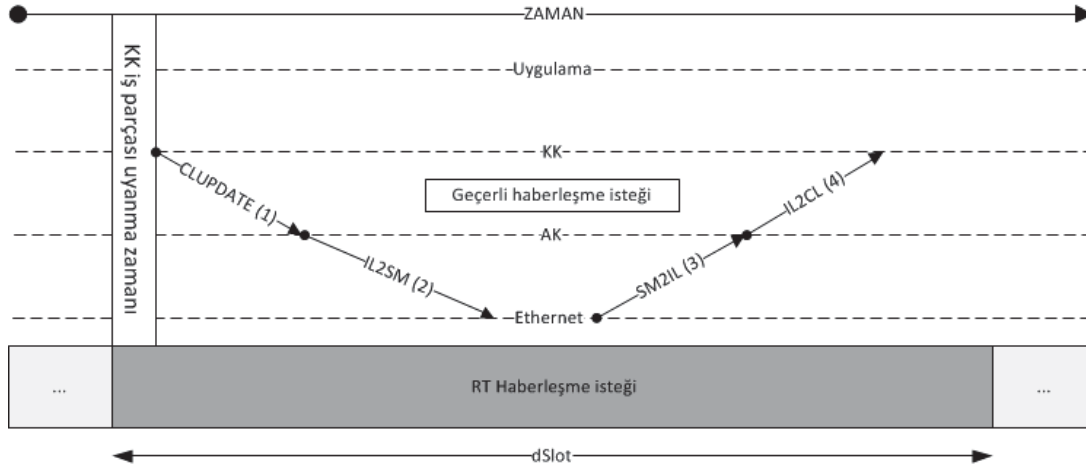 ZAMAN
Uygulama
KK iş parçası uyanma zamanı
KK
CLUPDATE (1)
IL2CL (4)
Geçerli haberleşme isteği
AK
IL2SM (2)
SM2IL (3)
Ethernet
...
RT Haberleşme isteği
...
dSlot